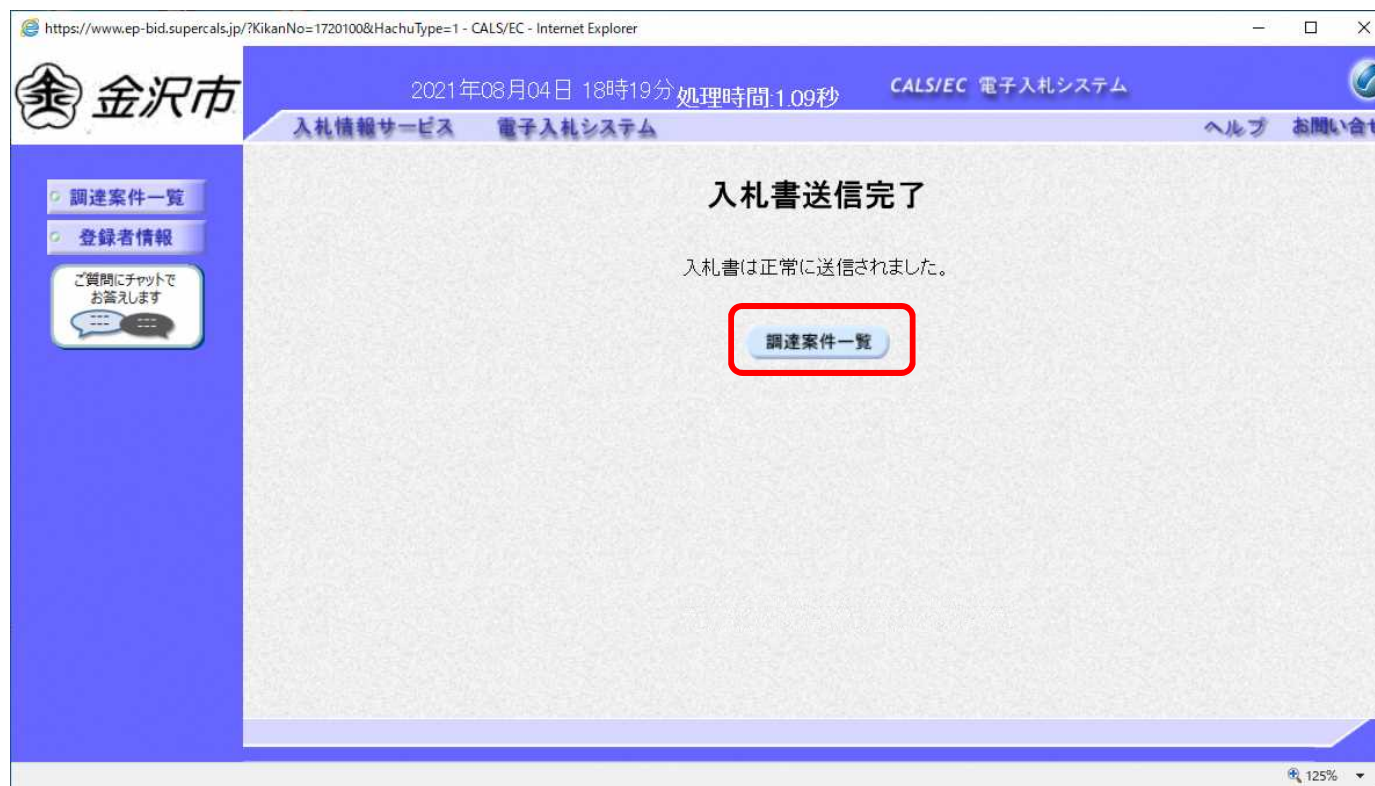 https://www.ep-bid.supercals.jp/?KikanNo=1720100&HachuType=1 - CALS/EC - Internet Explorer
金沢市
2021年08月04日 18時19分 処理時間:1.09秒
CALS/EC 電子入札システム
入札情報サービス 電子入札システム
ヘルプ お問い合せ
調達案件一覧
登録者情報
ご質問にチャットで
お答えします
入札書送信完了
入札書は正常に送信されました。
調達案件一覧
125%